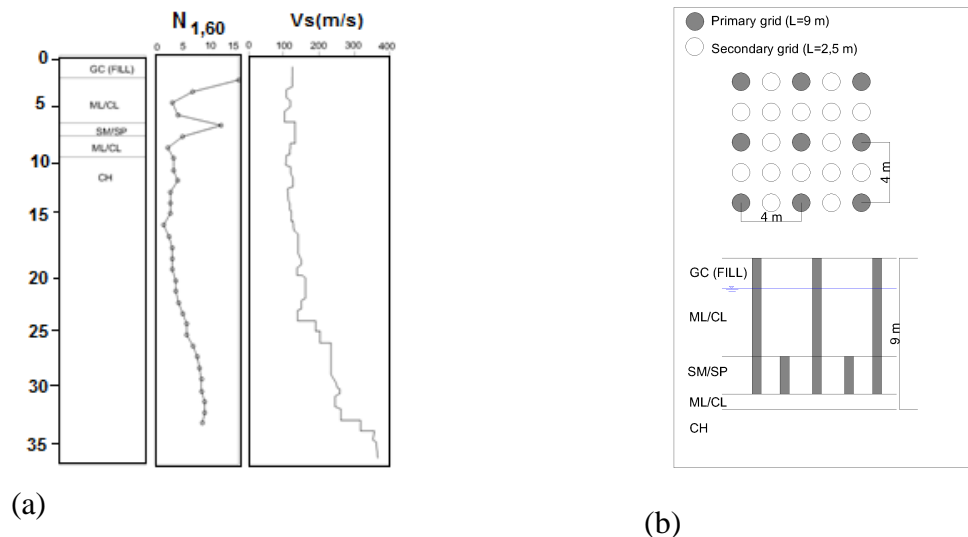 N1,60
Vs(m/s)
0 5 10 15
0 100 200 300 400
0
5
10
15
20
25
30
35
GC (FILL)
ML/CL
SM/SP
ML/CL
CH
(a)
Primary grid (L=9 m)
Secondary grid (L=2,5 m)
4 m
4 m
GC (FILL)
ML/CL
SM/SP
ML/CL
CH
9 m
(b)